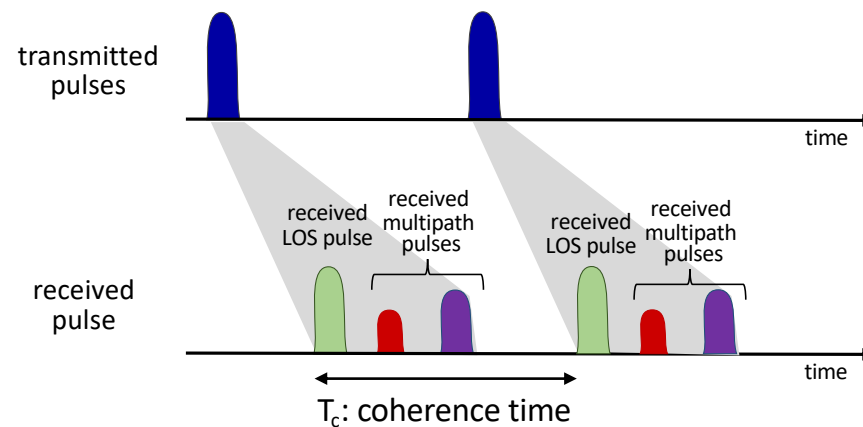 transmitted
pulses
time
received
LOS pulse
received
multipath
pulses
received
LOS pulse
received
multipath
pulses
received
pulse
time
Tc: coherence time